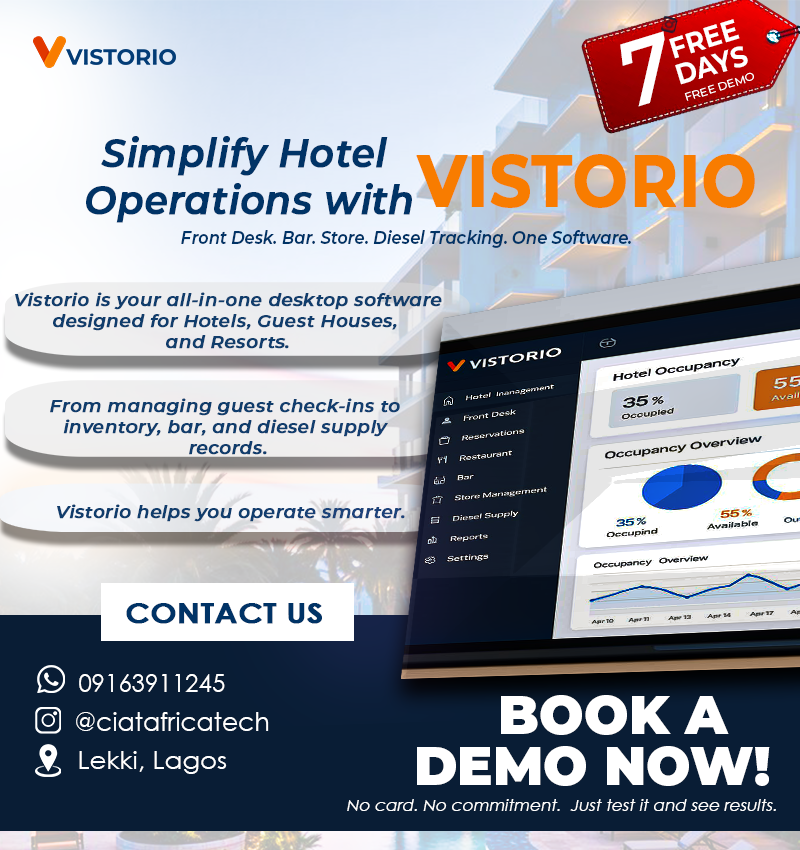 VISTORIO
7 FREE
DAYS
FREE DEMO
Simplify Hotel
Operations with VISTORIO
Front Desk. Bar. Store. Diesel Tracking. One Software.
Vistorio is your all-in-one desktop software
designed for Hotels, Guest Houses,
and Resorts.
From managing guest check-ins to
inventory, bar, and diesel supply
records.
Vistorio helps you operate smarter.
VISTORIO
Hotel management
Front Desk
Reservations
Restaurant
Bar
Store Management
Diesel Supply
Reports
Settings
Hotel Occupancy
35 %
Occupied
55
Avail
Occupancy Overview
35 %
Occupind
55 %
Available
Ou
Occupancy Overview
Apr 10 Apr 11 Apr 13 Apr 14 Apr 17 Apr
CONTACT US
09163911245
@ciatafricatech
Lekki, Lagos
BOOK A
DEMO NOW!
No card. No commitment. Just test it and see results.